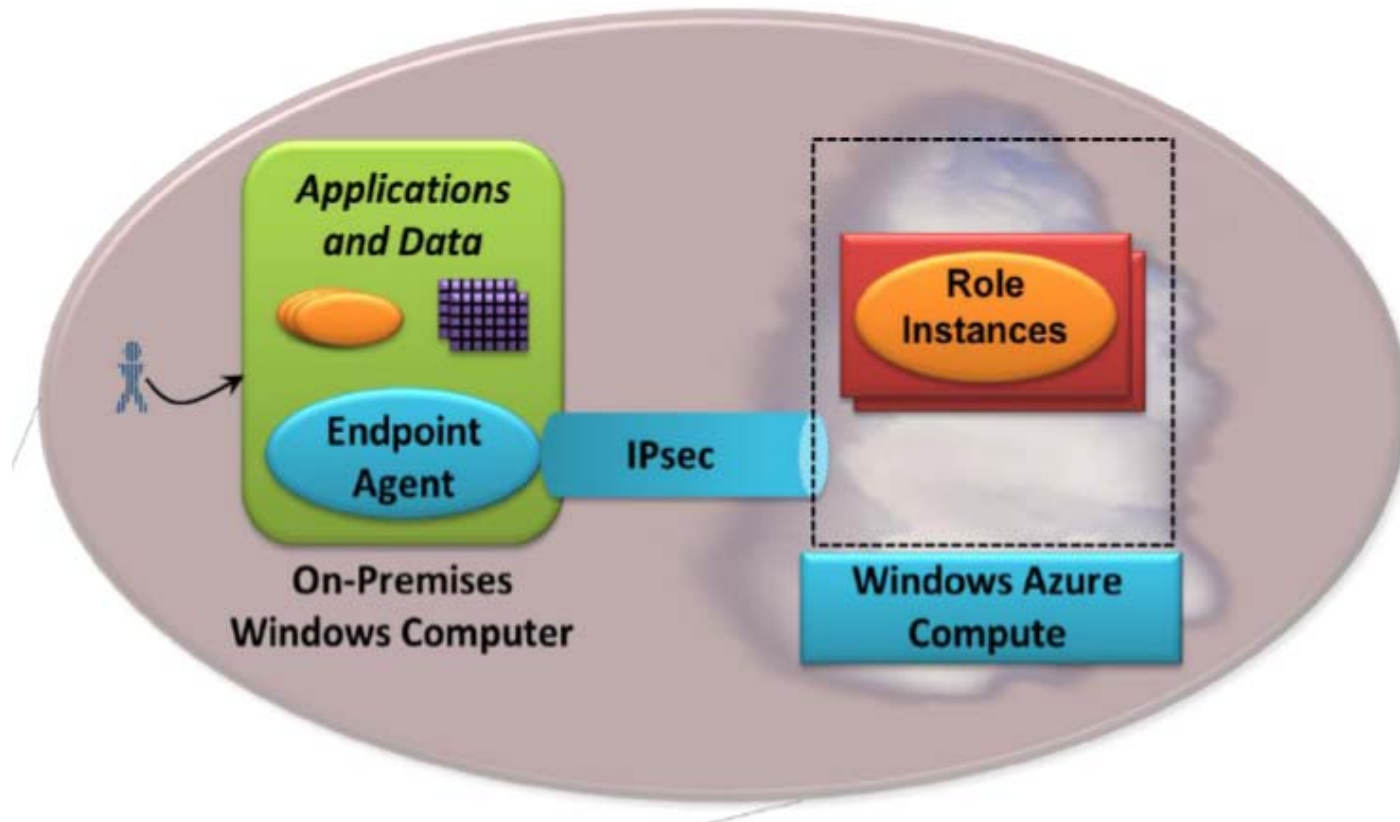 Applications
and Data
Endpoint
Agent
IPsec
On-Premises
Windows Computer
Role
Instances
Windows Azure
Compute